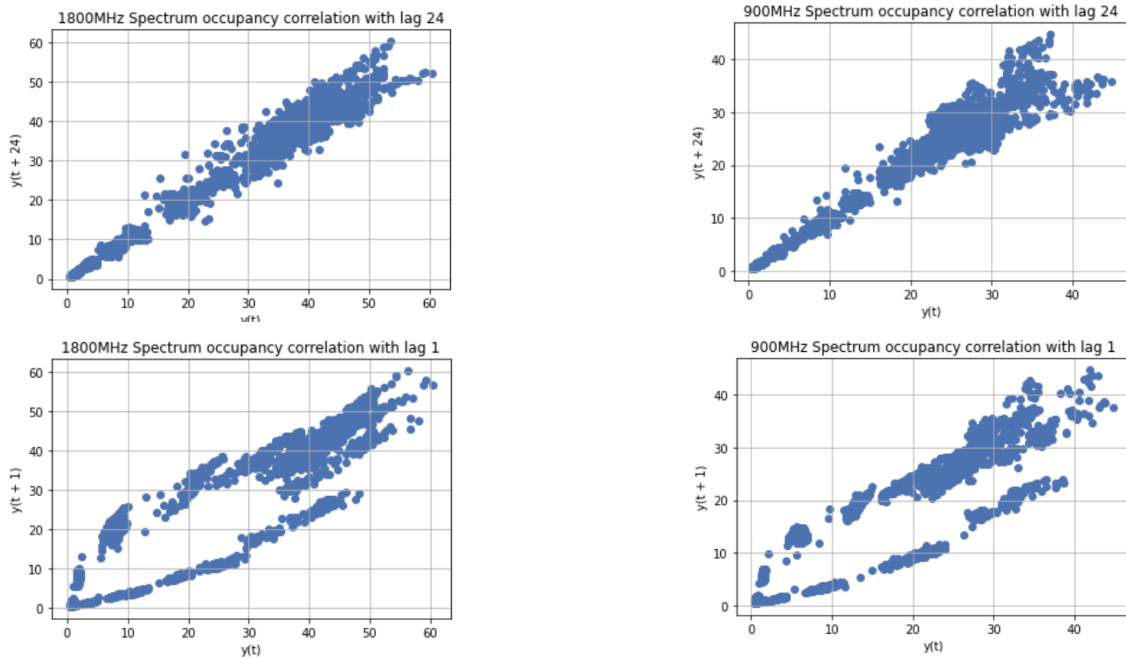 1800MHz Spectrum occupancy correlation with lag 24
y(t + 24)
60
50
40
30
20
10
0
0 10 20 30 40 50 60
y(t)
900MHz Spectrum occupancy correlation with lag 24
y(t + 24)
40
30
20
10
0
0 10 20 30 40
y(t)
1800MHz Spectrum occupancy correlation with lag 1
y(t + 1)
60
50
40
30
20
10
0
0 10 20 30 40 50 60
y(t)
900MHz Spectrum occupancy correlation with lag 1
y(t + 1)
40
30
20
10
0
0 10 20 30 40
y(t)